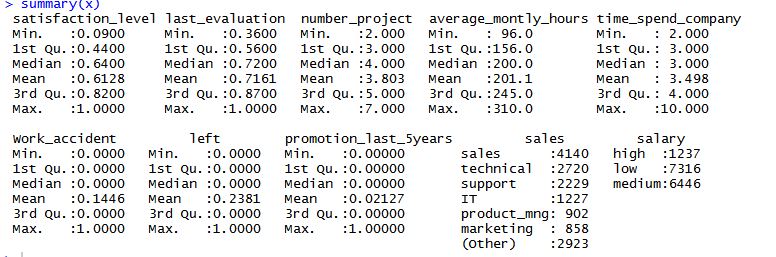 > summary(x)
satisfaction_level last_evaluation number_project average_montly_hours time_spend_company
Min.   :0.0900 Min.   :0.3600 Min.   :2.000 Min.   : 96.0 Min.   : 2.000
1st Qu.:0.4400 1st Qu.:0.5600 1st Qu.:3.000 1st Qu.:156.0 1st Qu.: 3.000
Median :0.6400 Median :0.7200 Median :4.000 Median :200.0 Median : 3.000
Mean   :0.6128 Mean   :0.7161 Mean   :3.803 Mean   :201.1 Mean   : 3.498
3rd Qu.:0.8200 3rd Qu.:0.8700 3rd Qu.:5.000 3rd Qu.:245.0 3rd Qu.: 4.000
Max.   :1.0000 Max.   :1.0000 Max.   :7.000 Max.   :310.0 Max.   :10.000
Work_accident left promotion_last_5years sales salary
Min.   :0.0000 Min.   :0.0000 Min.   :0.00000 sales      :4140 high  :1237
1st Qu.:0.0000 1st Qu.:0.0000 1st Qu.:0.00000 technical  :2720 low   :7316
Median :0.0000 Median :0.0000 Median :0.00000 support    :2229 medium:6446
Mean   :0.1446 Mean   :0.2381 Mean   :0.02127 IT         :1227
3rd Qu.:0.0000 3rd Qu.:0.0000 3rd Qu.:0.00000 product_mng: 902
Max.   :1.0000 Max.   :1.0000 Max.   :1.00000 marketing  : 858
(Other)    :2923